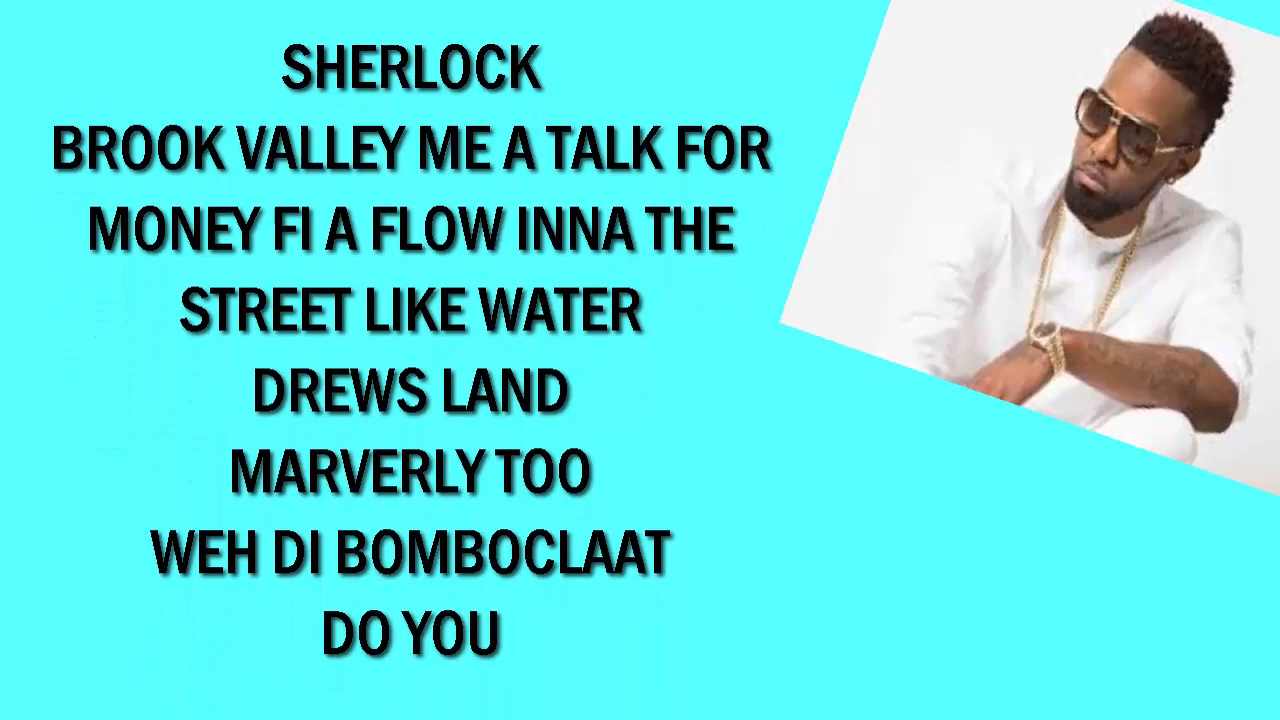 SHERLOCK
BROOK VALLEY ME A TALK FOR
MONEY FI A FLOW INNA THE
STREET LIKE WATER
DREWS LAND
MARVERLY TOO
WEH DI BOMBOCLAAT
DO YOU